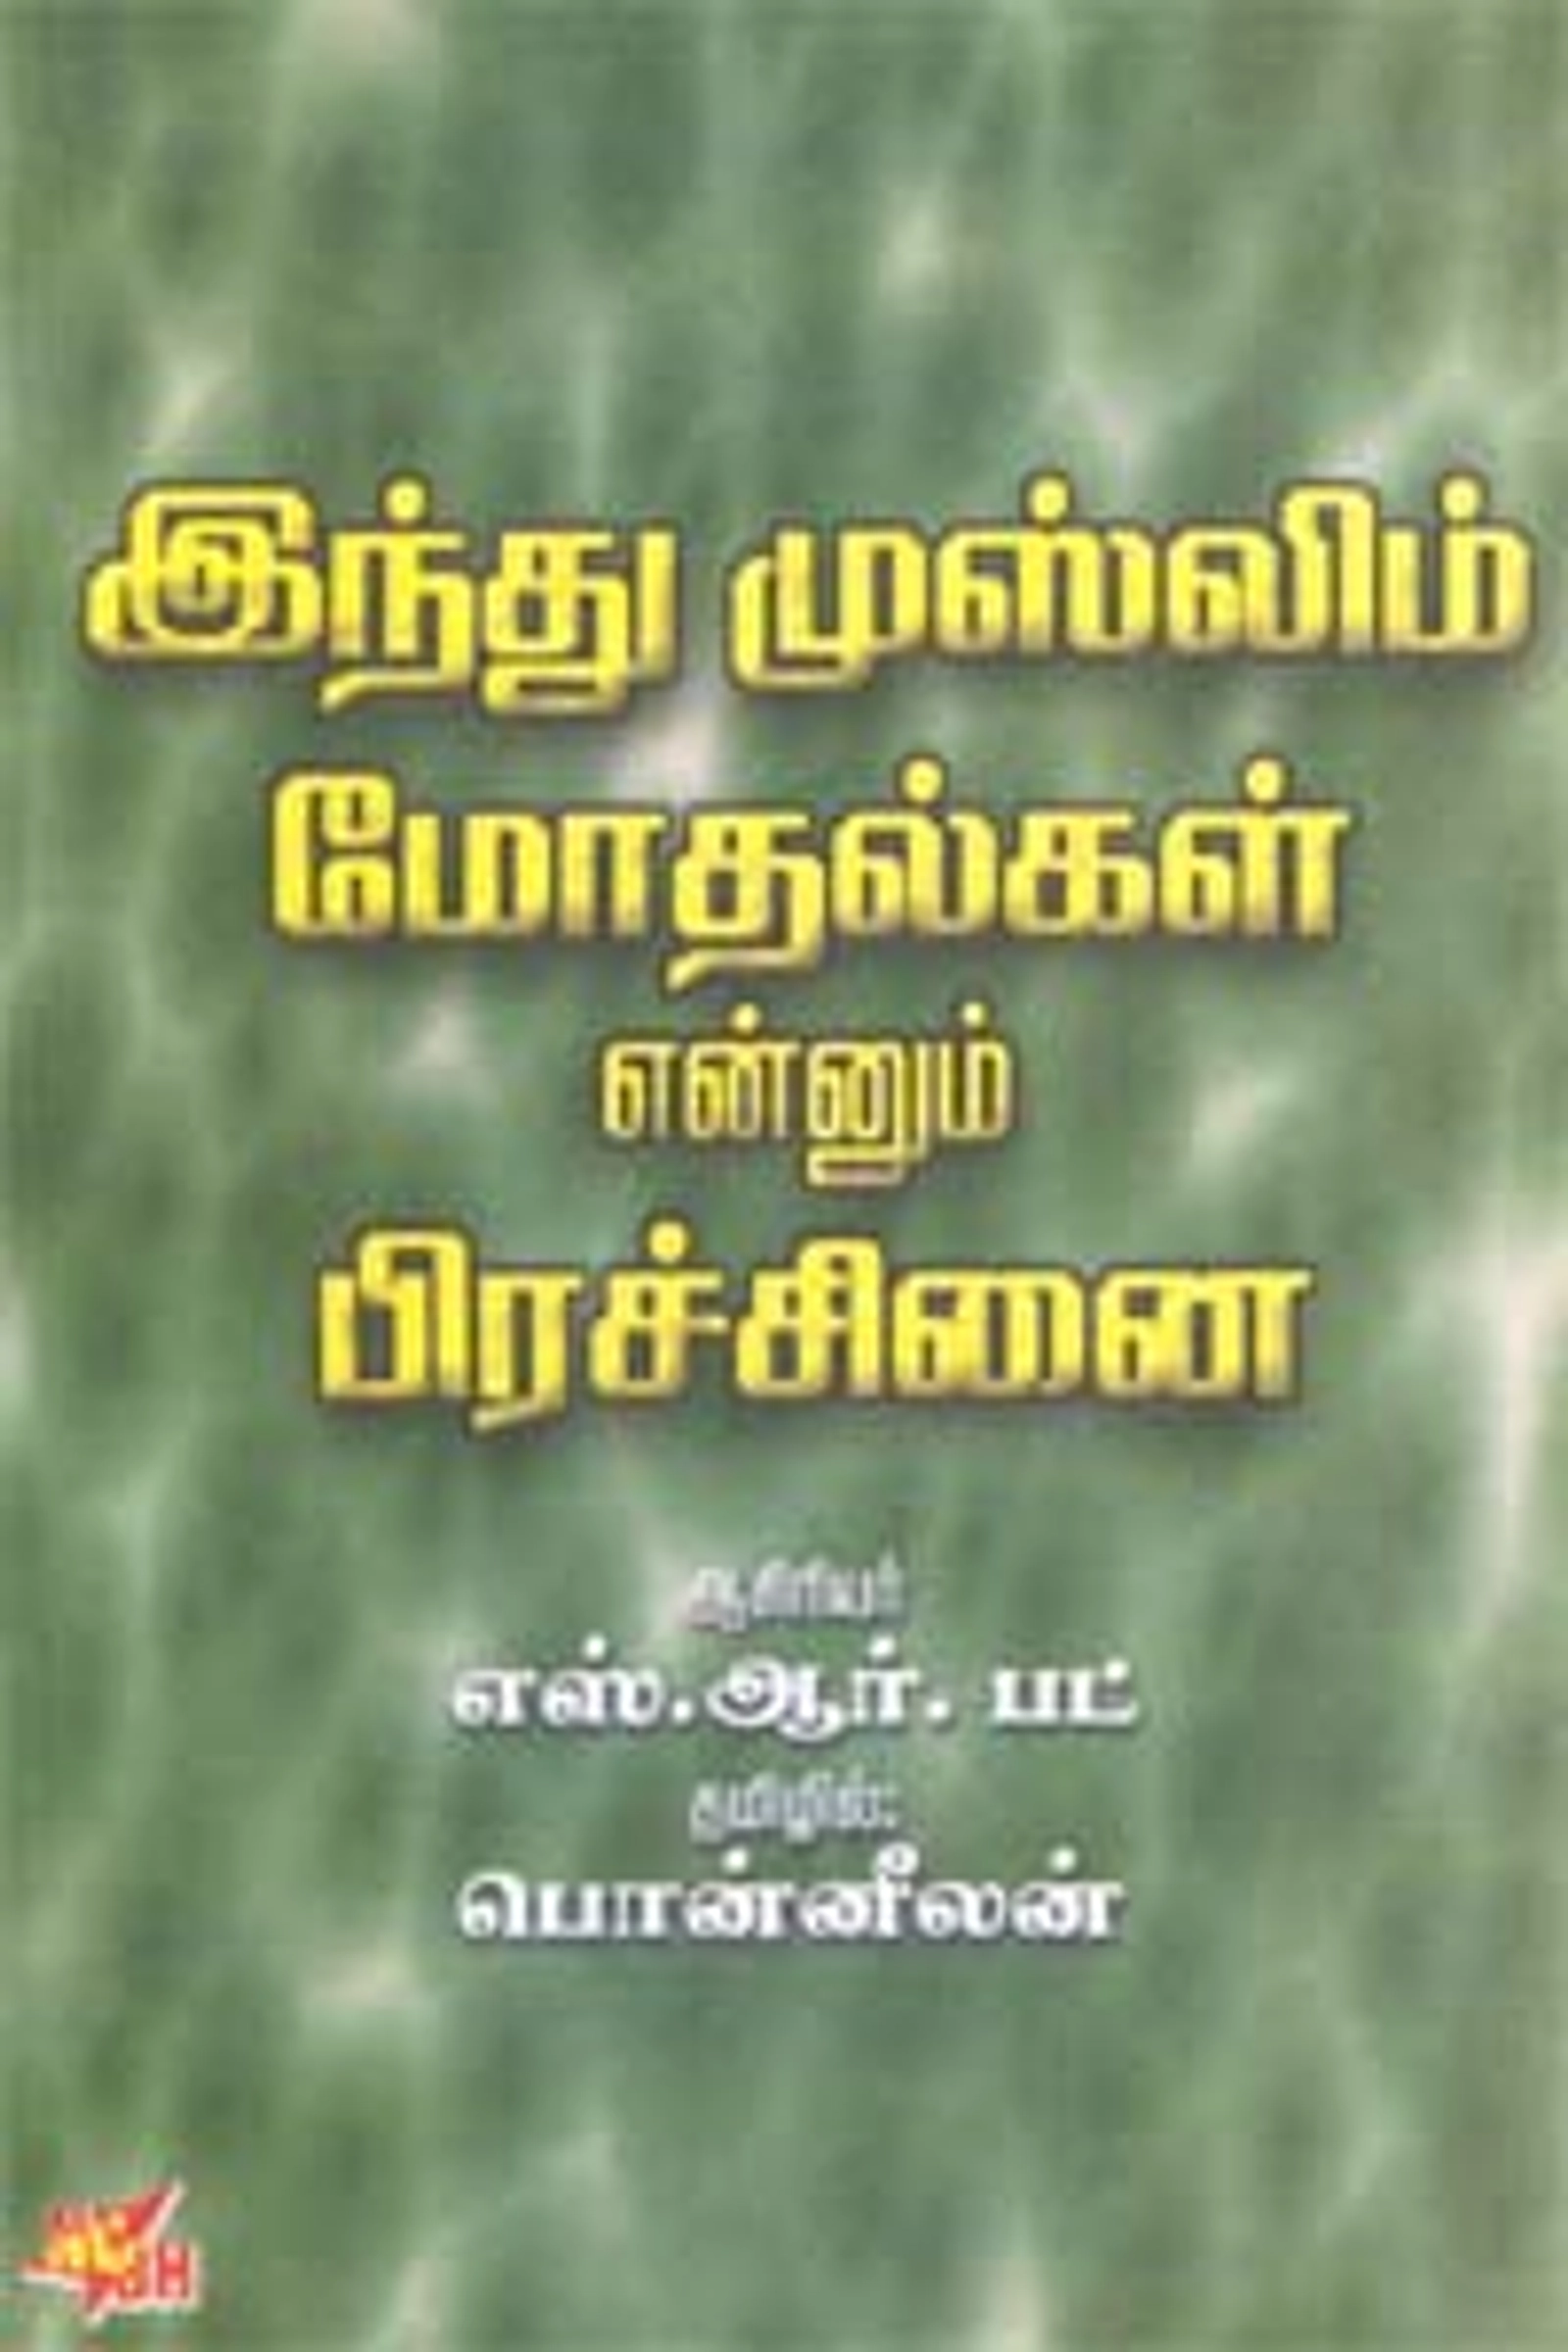 இந்து முஸ்லிம்
மோதல்கள்
என்னும்
பிரச்சினை
ஆசிரியர்
எஸ்.ஆர். பட்
தமிழில்:
பொன்னீலன்